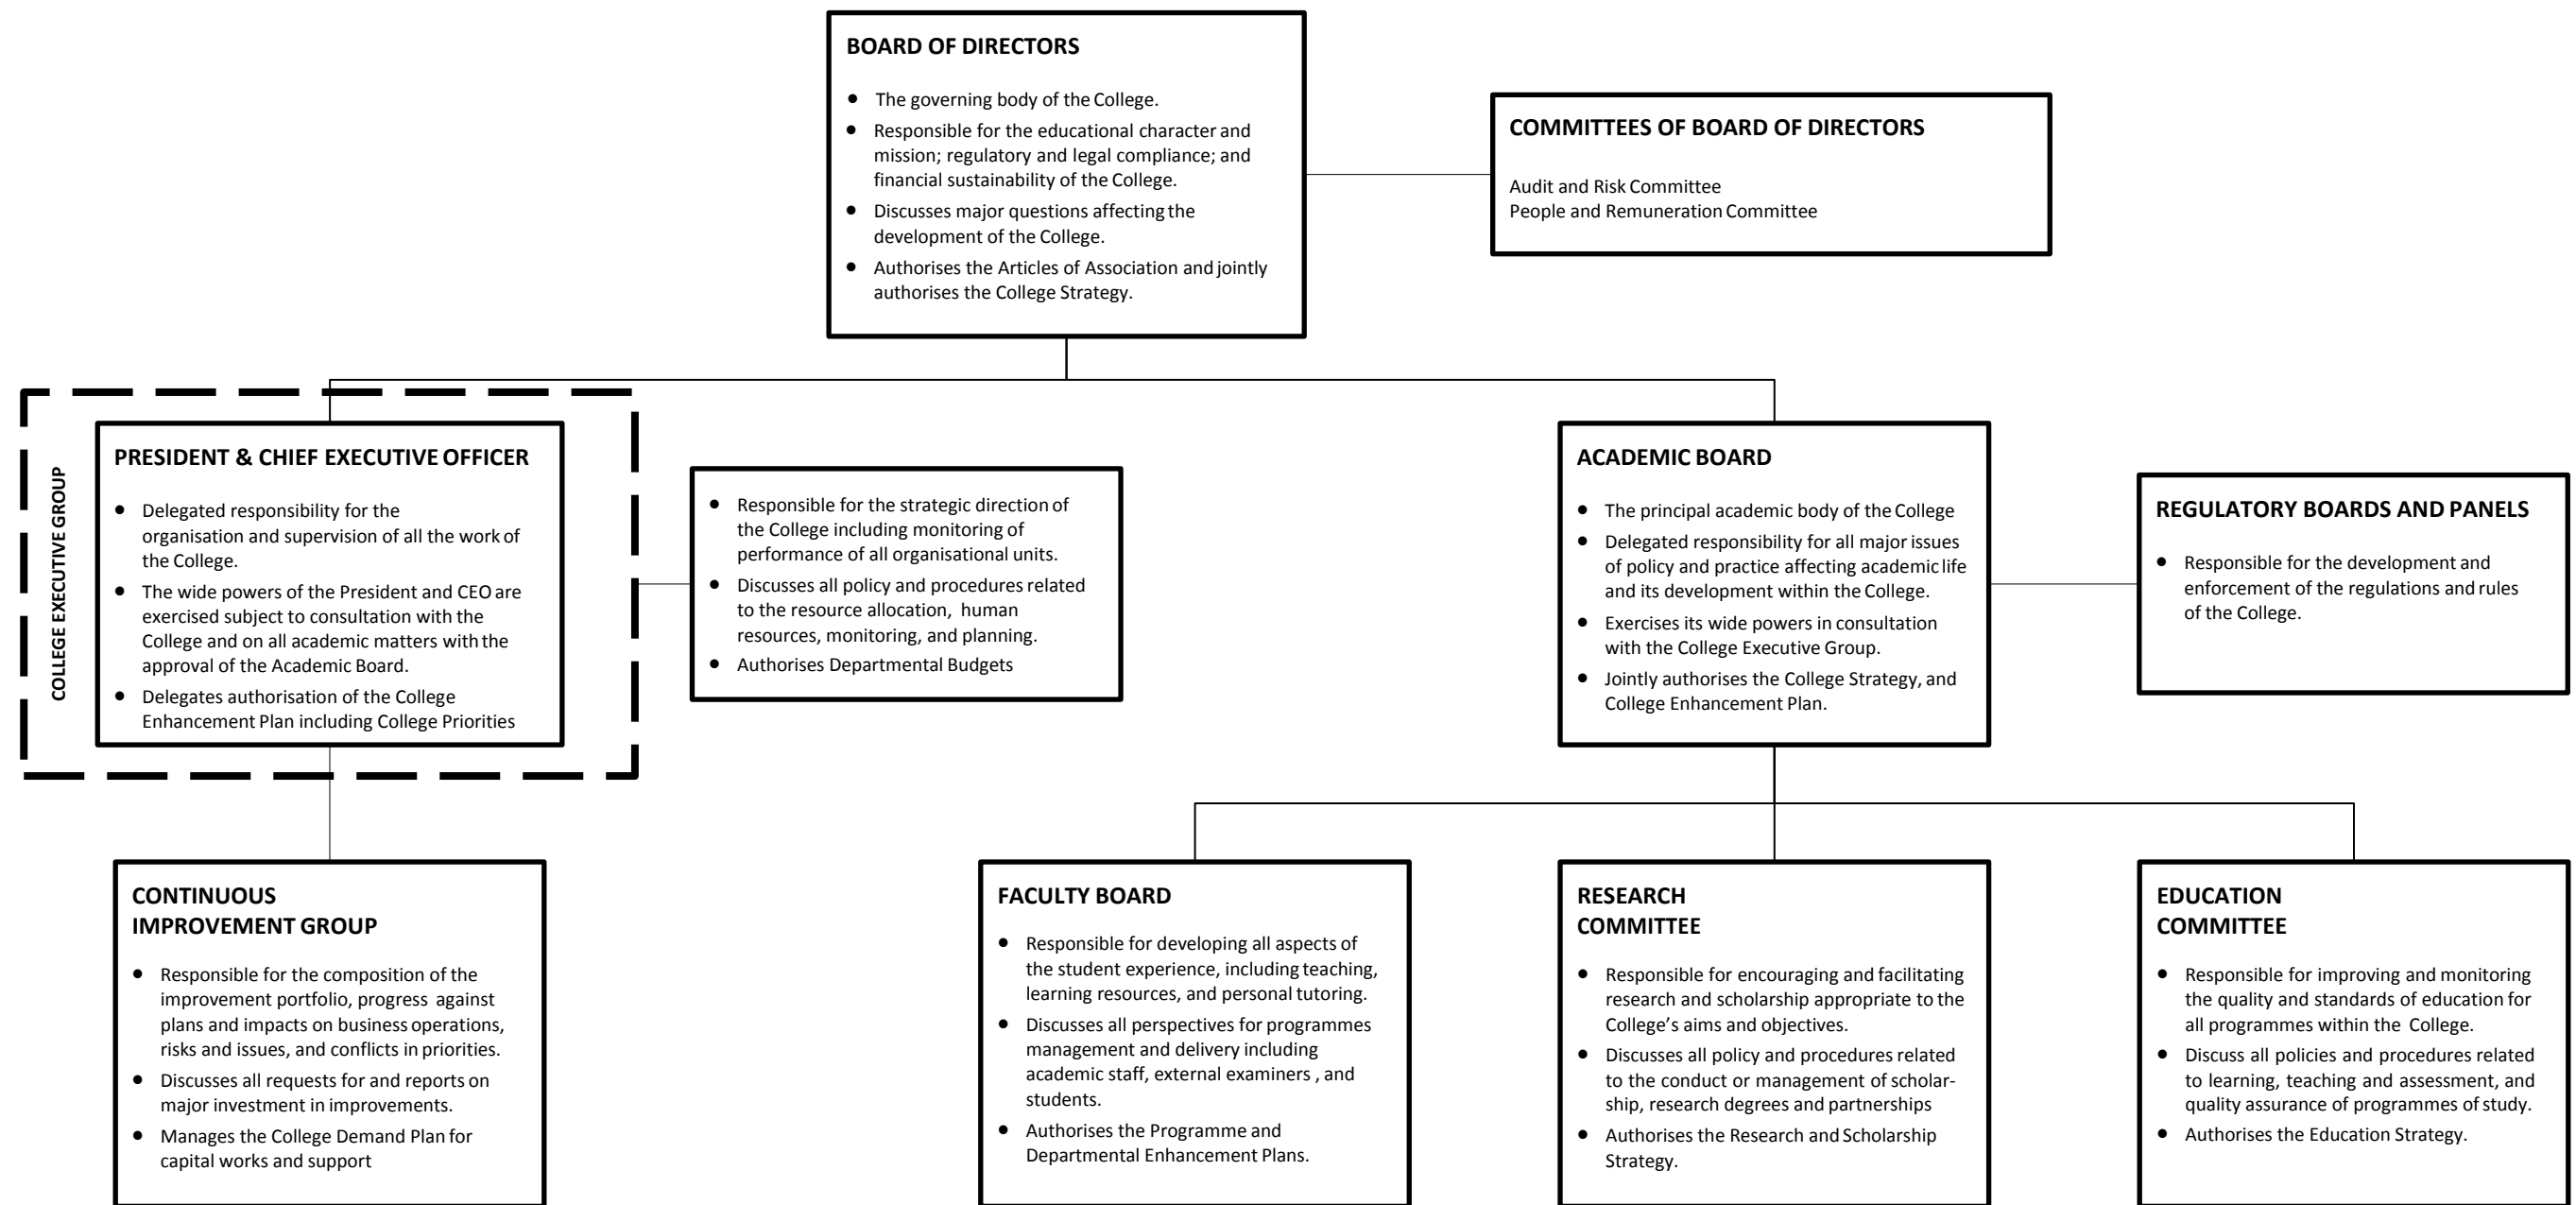 BOARD OF DIRECTORS
• The governing body of the College.
• Responsible for the educational character and
mission; regulatory and legal compliance; and
financial sustainability of the College.
• Discusses major questions affecting the
development of the College.
• Authorises the Articles of Association and jointly
authorises the College Strategy.
COMMITTEES OF BOARD OF DIRECTORS
Audit and Risk Committee
People and Remuneration Committee
COLLEGE EXECUTIVE GROUP
PRESIDENT & CHIEF EXECUTIVE OFFICER
• Delegated responsibility for the
organisation and supervision of all the work of
the College.
• The wide powers of the President and CEO are
exercised subject to consultation with the
College and on all academic matters with the
approval of the Academic Board.
• Delegates authorisation of the College
Enhancement Plan including College Priorities
• Responsible for the strategic direction of
the College including monitoring of
performance of all organisational units.
• Discusses all policy and procedures related
to the resource allocation, human
resources, monitoring, and planning.
• Authorises Departmental Budgets
ACADEMIC BOARD
• The principal academic body of the College
• Delegated responsibility for all major issues
of policy and practice affecting academic life
and its development within the College.
• Exercises its wide powers in consultation
with the College Executive Group.
• Jointly authorises the College Strategy, and
College Enhancement Plan.
REGULATORY BOARDS AND PANELS
• Responsible for the development and
enforcement of the regulations and rules
of the College.
CONTINUOUS
IMPROVEMENT GROUP
• Responsible for the composition of the
improvement portfolio, progress against
plans and impacts on business operations,
risks and issues, and conflicts in priorities.
• Discusses all requests for and reports on
major investment in improvements.
• Manages the College Demand Plan for
capital works and support
FACULTY BOARD
• Responsible for developing all aspects of
the student experience, including teaching,
learning resources, and personal tutoring.
• Discusses all perspectives for programmes
management and delivery including
academic staff, external examiners , and
students.
• Authorises the Programme and
Departmental Enhancement Plans.
RESEARCH
COMMITTEE
• Responsible for encouraging and facilitating
research and scholarship appropriate to the
College’s aims and objectives.
• Discusses all policy and procedures related
to the conduct or management of scholar-
ship, research degrees and partnerships
• Authorises the Research and Scholarship
Strategy.
EDUCATION
COMMITTEE
• Responsible for improving and monitoring
the quality and standards of education for
all programmes within the College.
• Discuss all policies and procedures related
to learning, teaching and assessment, and
quality assurance of programmes of study.
• Authorises the Education Strategy.